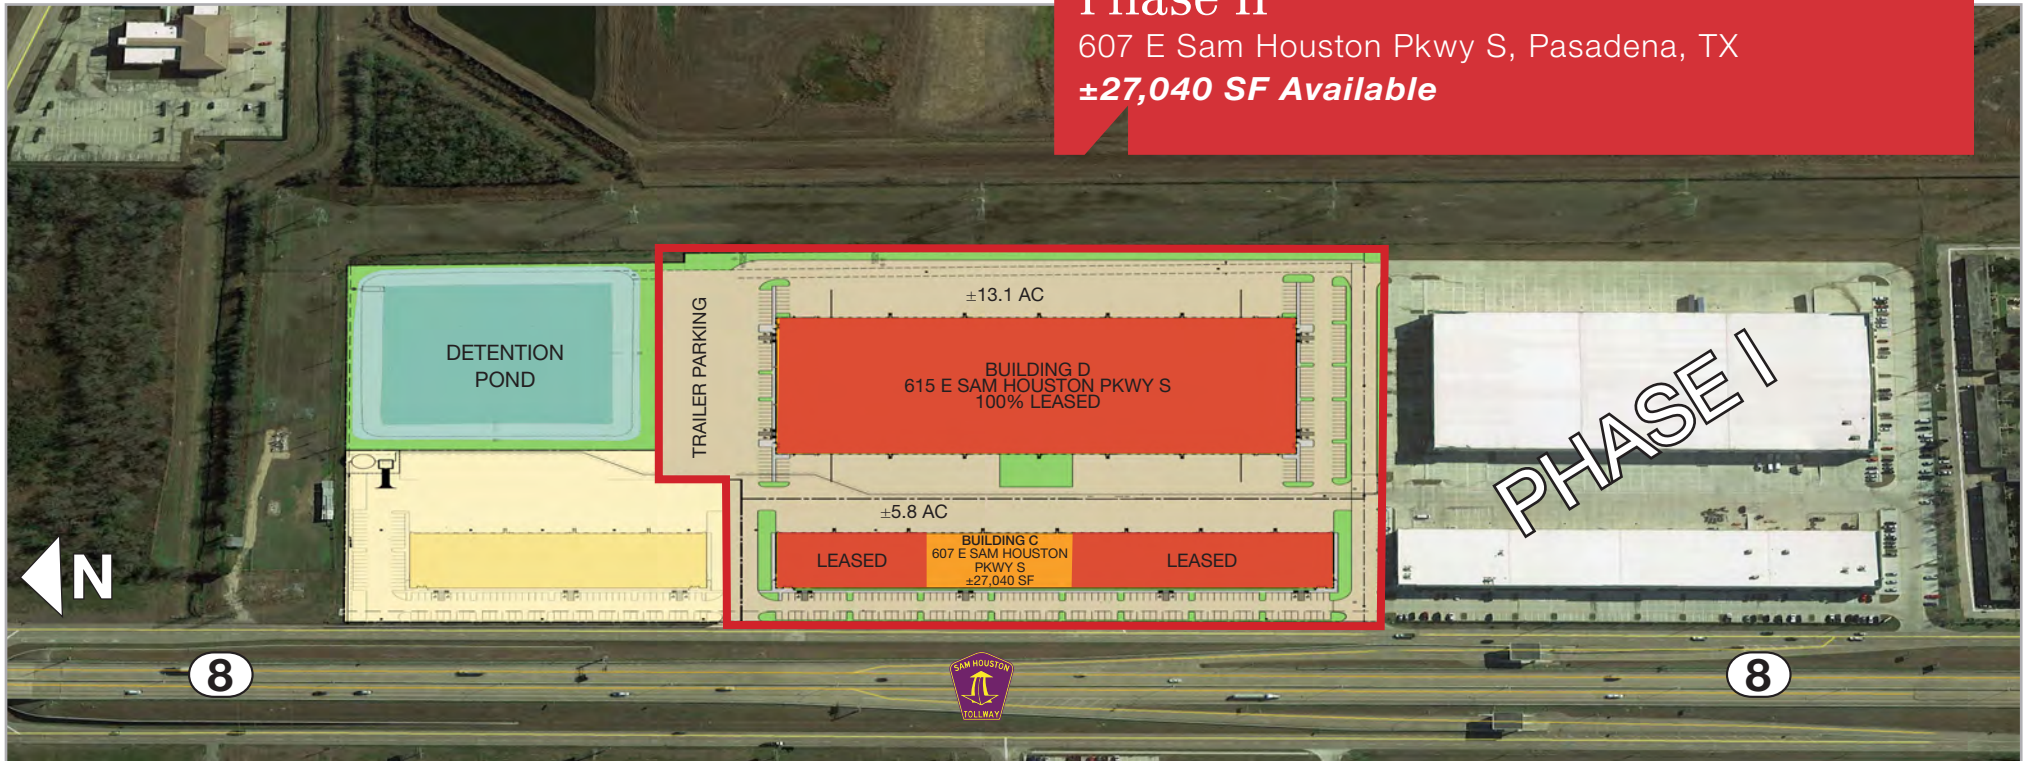 Phase II
607 E Sam Houston Pkwy S, Pasadena, TX
±27,040 SF Available
±13.1 AC
TRAILER PARKING
DETENTION
POND
BUILDING D
615 E SAM HOUSTON PKWY S
100% LEASED
PHASE I
±5.8 AC
LEASED
BUILDING C
607 E SAM HOUSTON
PKWY S
±27,040 SF
LEASED
N
8
SAM HOUSTON
TOLLWAY
8